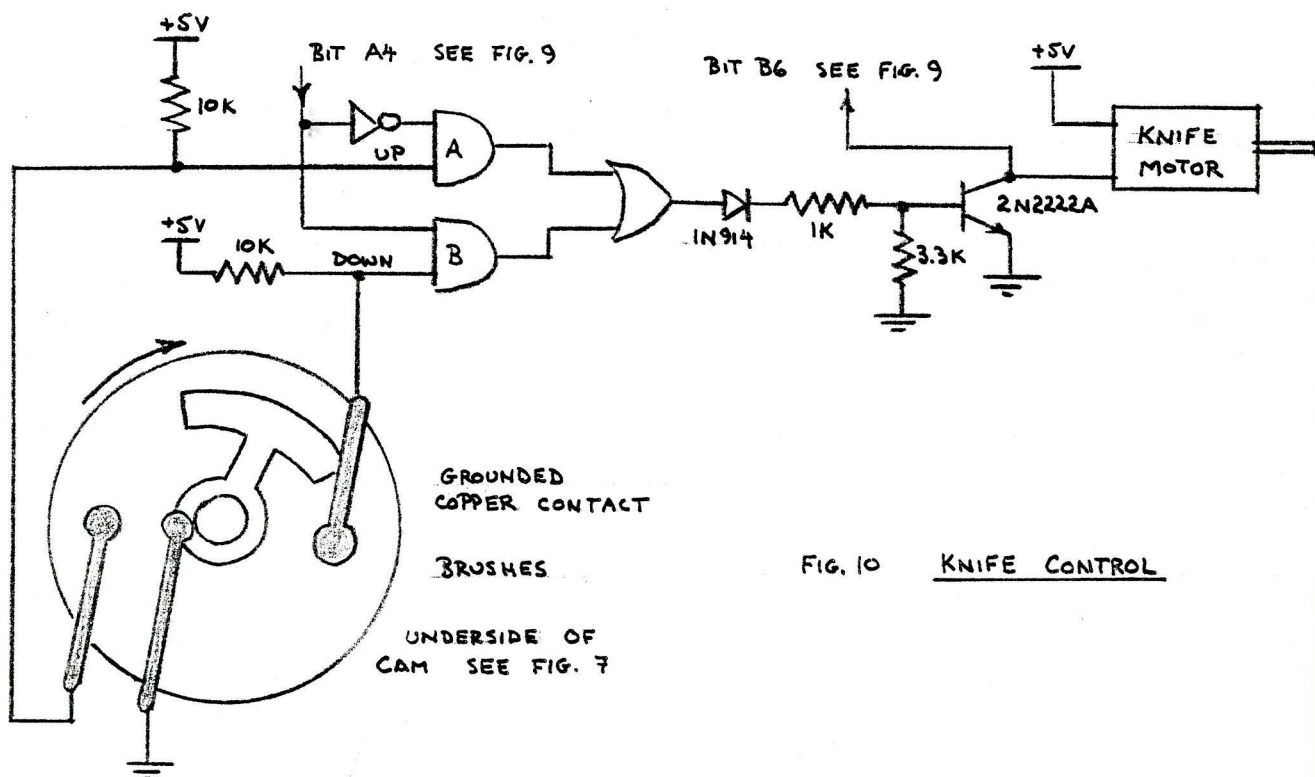 +5V
10K
BIT A4 SEE FIG. 9
UP
A
+5V
10K
DOWN
B
1N914
1K
3.3K
BIT B6 SEE FIG. 9
2N2222A
+5V
KNIFE
MOTOR
GROUNDED
COPPER CONTACT
BRUSHES
UNDERSIDE OF
CAM SEE FIG. 7
FIG. 10 KNIFE CONTROL